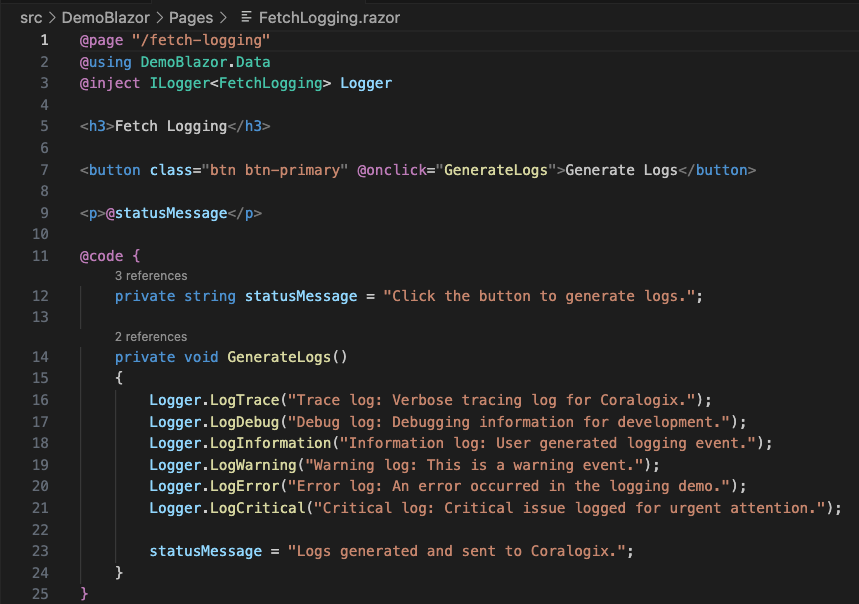 src > DemoBlazor > Pages > FetchLogging.razor
1 @page "/fetch-logging"
2 @using DemoBlazor.Data
3 @inject ILogger<FetchLogging> Logger
4
5 <h3>Fetch Logging</h3>
6
7 <button class="btn btn-primary" @onclick="GenerateLogs">Generate Logs</button>
8
9 <p>@statusMessage</p>
10
11 @code {
3 references
12 private string statusMessage = "Click the button to generate logs.";
13
2 references
14 private void GenerateLogs()
15 {
16 Logger.LogTrace("Trace log: Verbose tracing log for Coralogix.");
17 Logger.LogDebug("Debug log: Debugging information for development.");
18 Logger.LogInformation("Information log: User generated logging event.");
19 Logger.LogWarning("Warning log: This is a warning event.");
20 Logger.LogError("Error log: An error occurred in the logging demo.");
21 Logger.LogCritical("Critical log: Critical issue logged for urgent attention.");
22
23 statusMessage = "Logs generated and sent to Coralogix.";
24 }
25 }